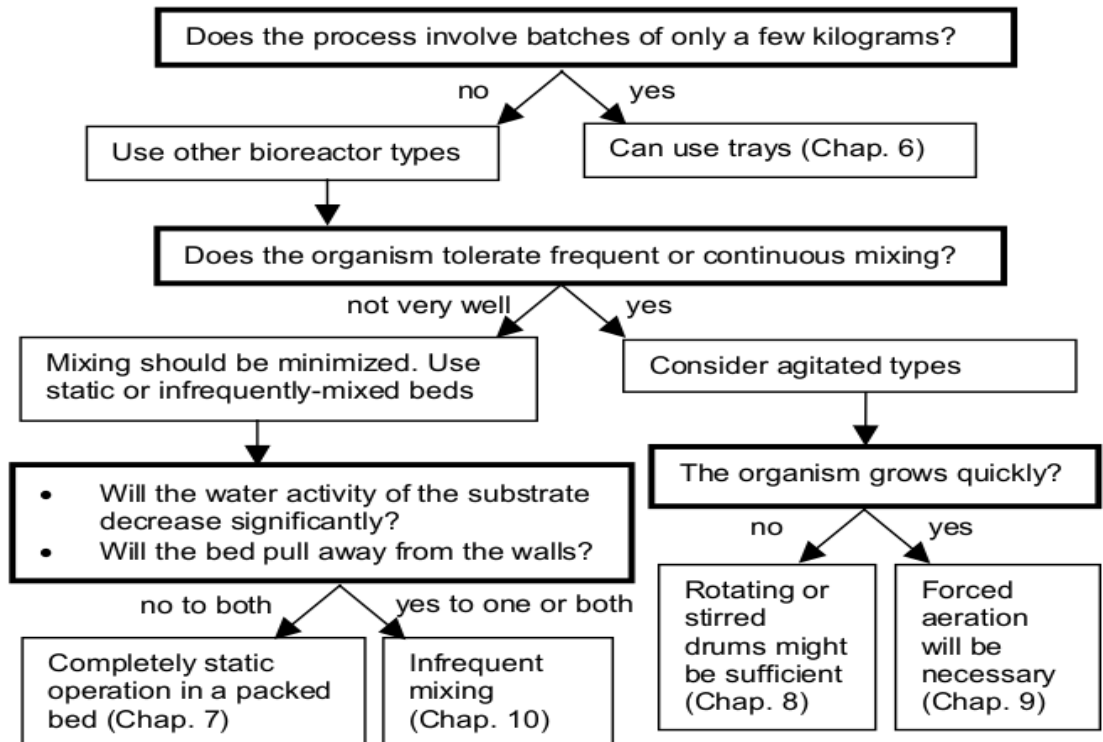 Does the process involve batches of only a few kilograms?
no
yes
Use other bioreactor types
Can use trays (Chap. 6)
Does the organism tolerate frequent or continuous mixing?
not very well
yes
Mixing should be minimized. Use
static or infrequently-mixed beds
Consider agitated types
• Will the water activity of the substrate
decrease significantly?
• Will the bed pull away from the walls?
The organism grows quickly?
no
yes
no to both
yes to one or both
Completely static
operation in a packed
bed (Chap. 7)
Infrequent
mixing
(Chap. 10)
Rotating or
stirred
drums might
be sufficient
(Chap. 8)
Forced
aeration
will be
necessary
(Chap. 9)